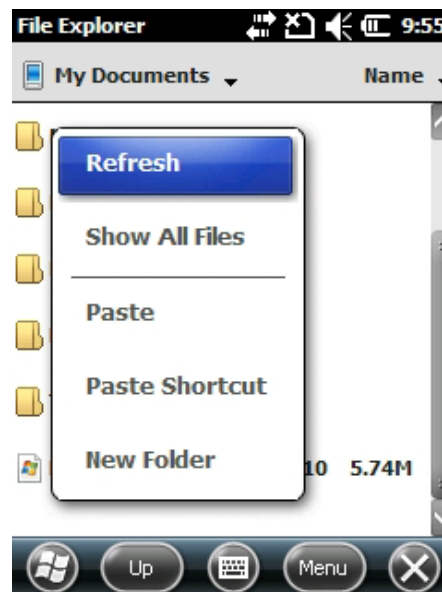 File Explorer 9:55
My Documents Name
Refresh
Show All Files
Paste
Paste Shortcut
New Folder
10 5.74M
Up Menu